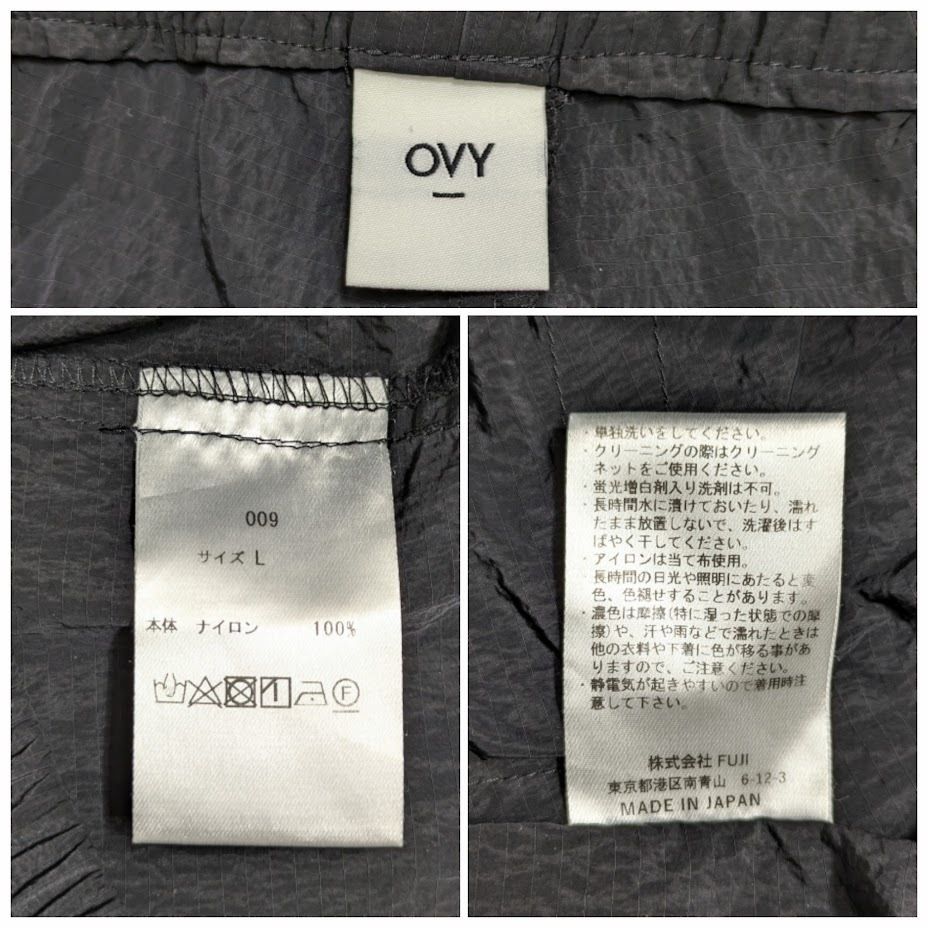 OVY
009
サイズ L
本体 ナイロン 100%
F
・単独洗いをしてください。
・クリーニングの際はクリーニング
ネットをご使用ください。
・蛍光増白剤入り洗剤は不可。
・長時間水に漬けておいたり、濡れ
たまま放置しないで、洗濯後はす
ばやく干してください。
・アイロンは当て布使用。
長時間の日光や照明にあたると変
色、色褪せすることがあります。
・濃色は摩擦(特に湿った状態での摩
擦)や、汗や雨などで濡れたときは
他の衣料や下着に色が移る事があ
りますので、ご注意ください。
・静電気が起きやすいので着用時注
意して下さい。
株式会社 FUJI
東京都港区南青山 6-12-3
MADE IN JAPAN